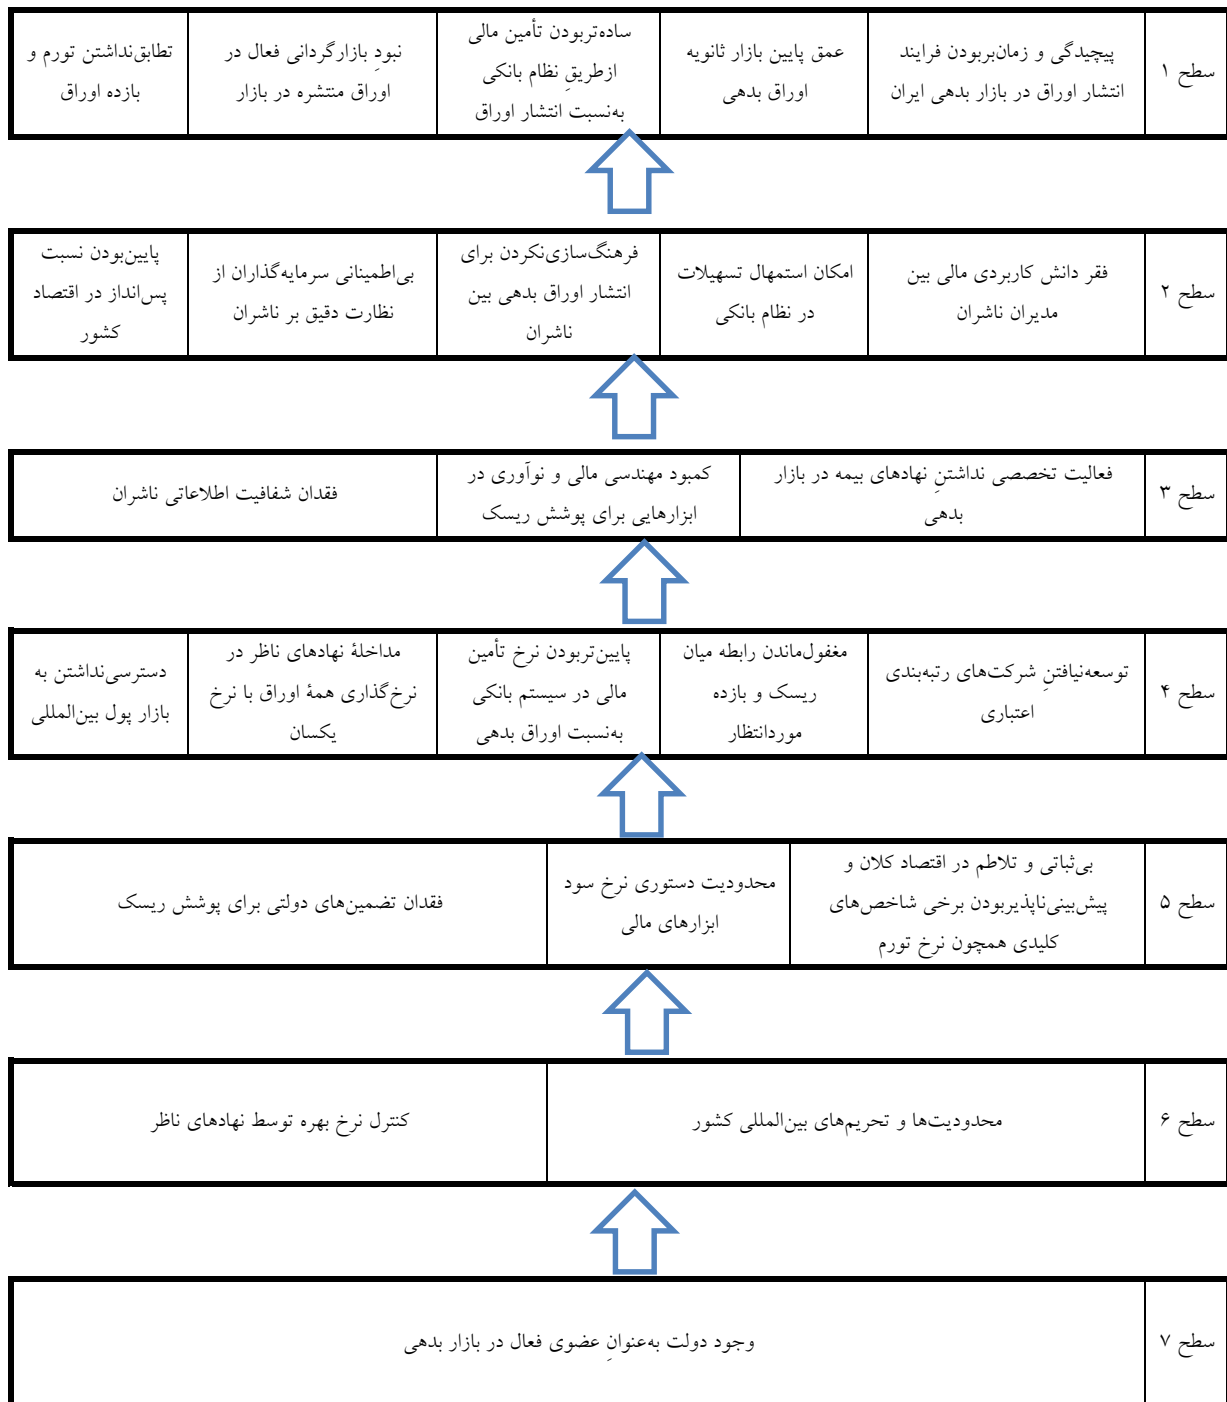 سطح ۱
پیچیدگی و زمان‌بربودن فرایند
انتشار اوراق در بازار بدهی ایران
عمق پایین بازار ثانویه
اوراق بدهی
ساده‌تربودن تأمین مالی
ازطریقِ نظام بانکی
به‌نسبت انتشار اوراق
نبودِ بازارگردانی فعال در
اوراق منتشره در بازار
تطابق‌نداشتن تورم و
بازده اوراق
سطح ۲
فقر دانش کاربردی مالی بین
مدیران ناشران
امکان استمهال تسهیلات
در نظام بانکی
فرهنگ‌سازی‌نکردن برای
انتشار اوراق بدهی بین
ناشران
بی‌اطمینانی سرمایه‌گذاران از
نظارت دقیق بر ناشران
پایین‌بودن نسبت
پس‌انداز در اقتصاد
کشور
سطح ۳
فعالیت تخصصی نداشتنِ نهادهای بیمه در بازار
بدهی
کمبود مهندسی مالی و نوآوری در
ابزارهایی برای پوشش ریسک
فقدان شفافیت اطلاعاتی ناشران
سطح ۴
توسعه‌نیافتنِ شرکت‌های رتبه‌بندی
اعتباری
مغفول‌ماندن رابطه میان
ریسک و بازده
موردانتظار
پایین‌تربودن نرخ تأمین
مالی در سیستم بانکی
به‌نسبت اوراق بدهی
مداخلهٔ نهادهای ناظر در
نرخ‌گذاری همهٔ اوراق با نرخ
یکسان
دسترسی‌نداشتن به
بازار پول بین‌المللی
سطح ۵
بی‌ثباتی و تلاطم در اقتصاد کلان و
پیش‌بینی‌ناپذیربودن برخی شاخص‌های
کلیدی همچون نرخ تورم
محدودیت دستوری نرخ سود
ابزارهای مالی
فقدان تضمین‌های دولتی برای پوشش ریسک
سطح ۶
محدودیت‌ها و تحریم‌های بین‌المللی کشور
کنترل نرخ بهره توسط نهادهای ناظر
سطح ۷
وجود دولت به‌عنوانِ عضوی فعال در بازار بدهی